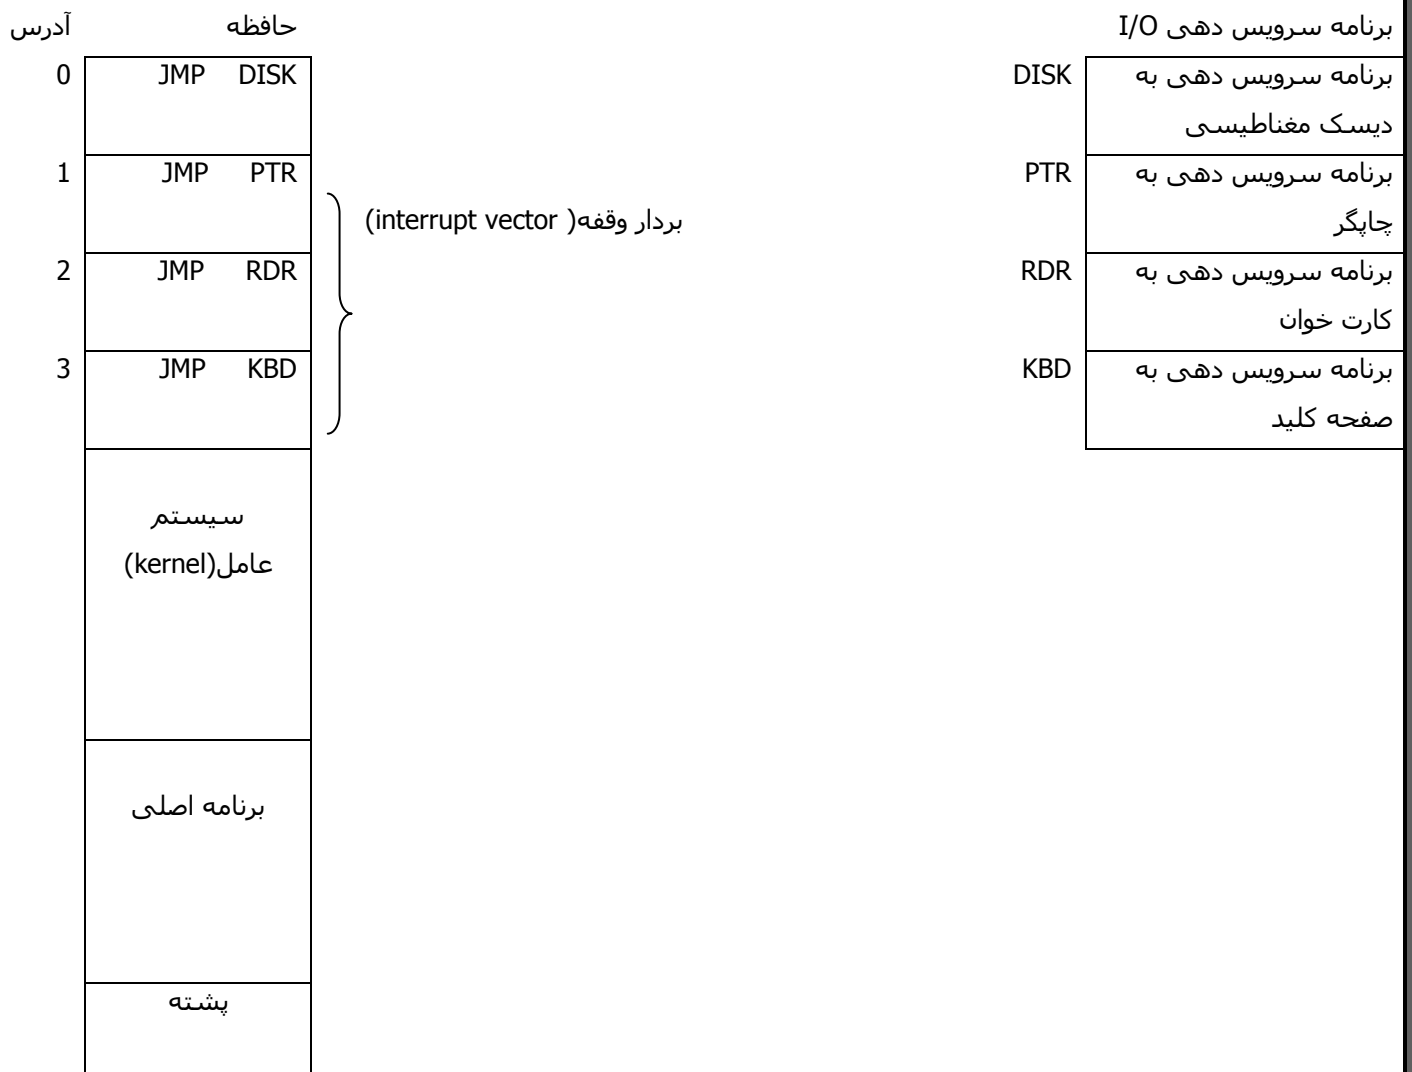 آدرس
حافظه
برنامه سرویس دهی I/O
0
JMP DISK
DISK
برنامه سرویس دهی به
دیسک مغناطیسی
1
JMP PTR
PTR
برنامه سرویس دهی به
چاپگر
بردار وقفه( interrupt vector)
2
JMP RDR
RDR
برنامه سرویس دهی به
کارت خوان
3
JMP KBD
KBD
برنامه سرویس دهی به
صفحه کلید
سیستم
عامل(kernel)
برنامه اصلی
پشته